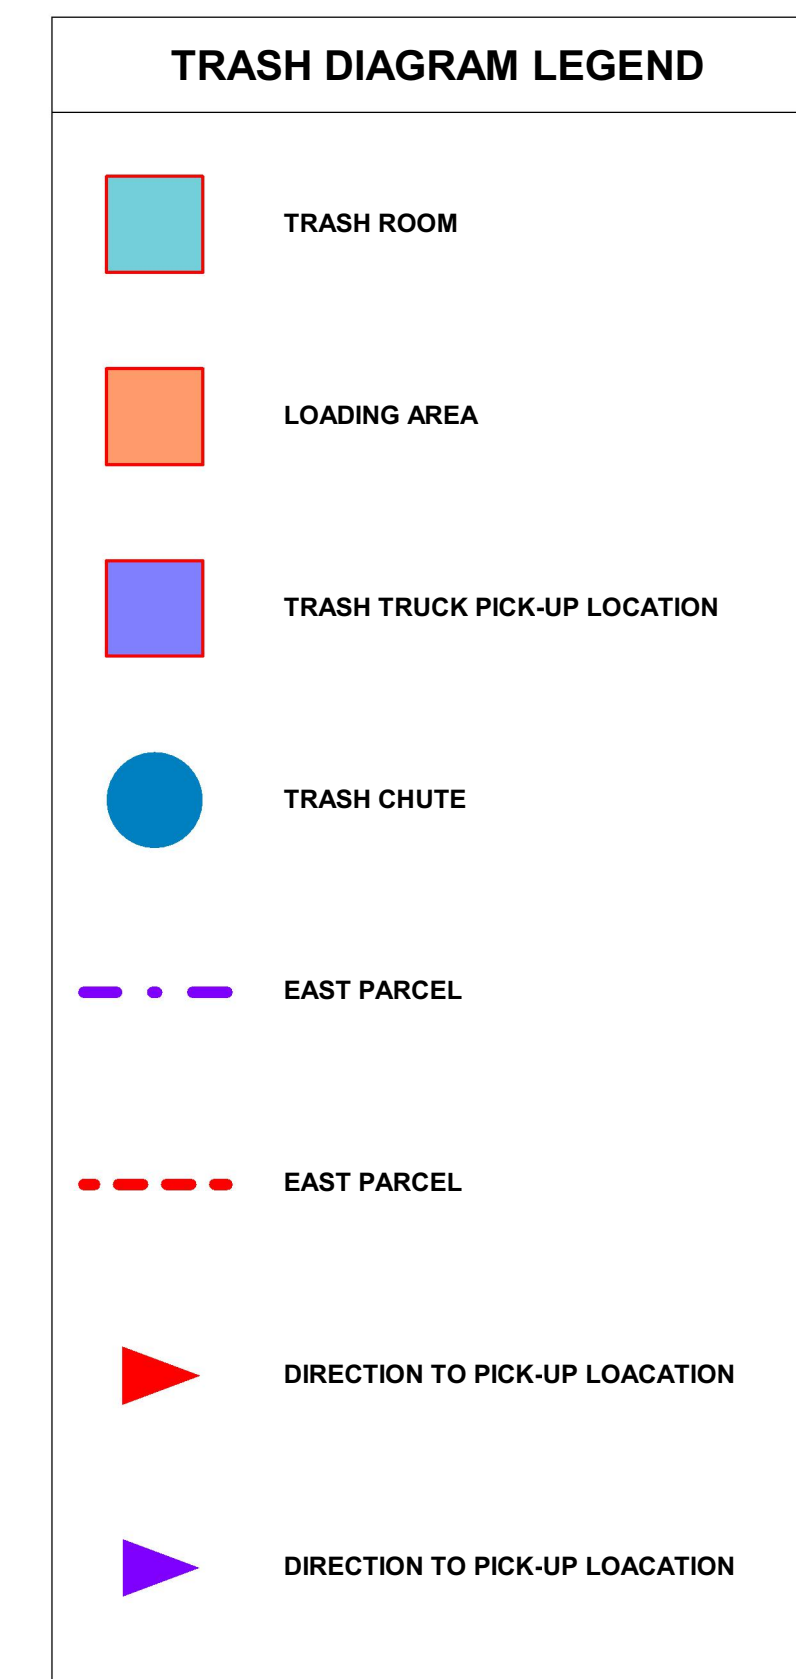 TRASH DIAGRAM LEGEND
TRASH ROOM
LOADING AREA
TRASH TRUCK PICK-UP LOCATION
TRASH CHUTE
EAST PARCEL
EAST PARCEL
DIRECTION TO PICK-UP LOACATION
DIRECTION TO PICK-UP LOACATION